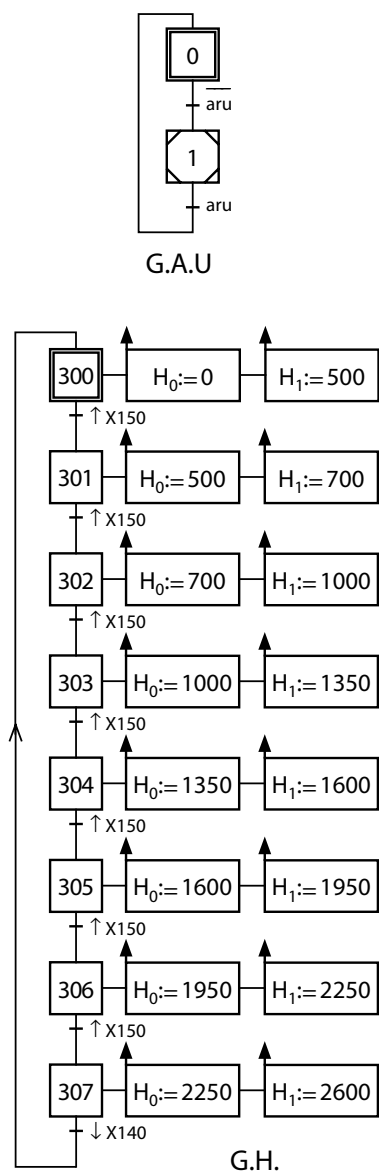 0
aru
1
aru
G.A.U
300 H0:=0 H1:=500
↑ X150
301 H0:=500 H1:=700
↑ X150
302 H0:=700 H1:=1000
↑ X150
303 H0:=1000 H1:=1350
↑ X150
304 H0:=1350 H1:=1600
↑ X150
305 H0:=1600 H1:=1950
↑ X150
306 H0:=1950 H1:=2250
↑ X150
307 H0:=2250 H1:=2600
↓ X140
G.H.